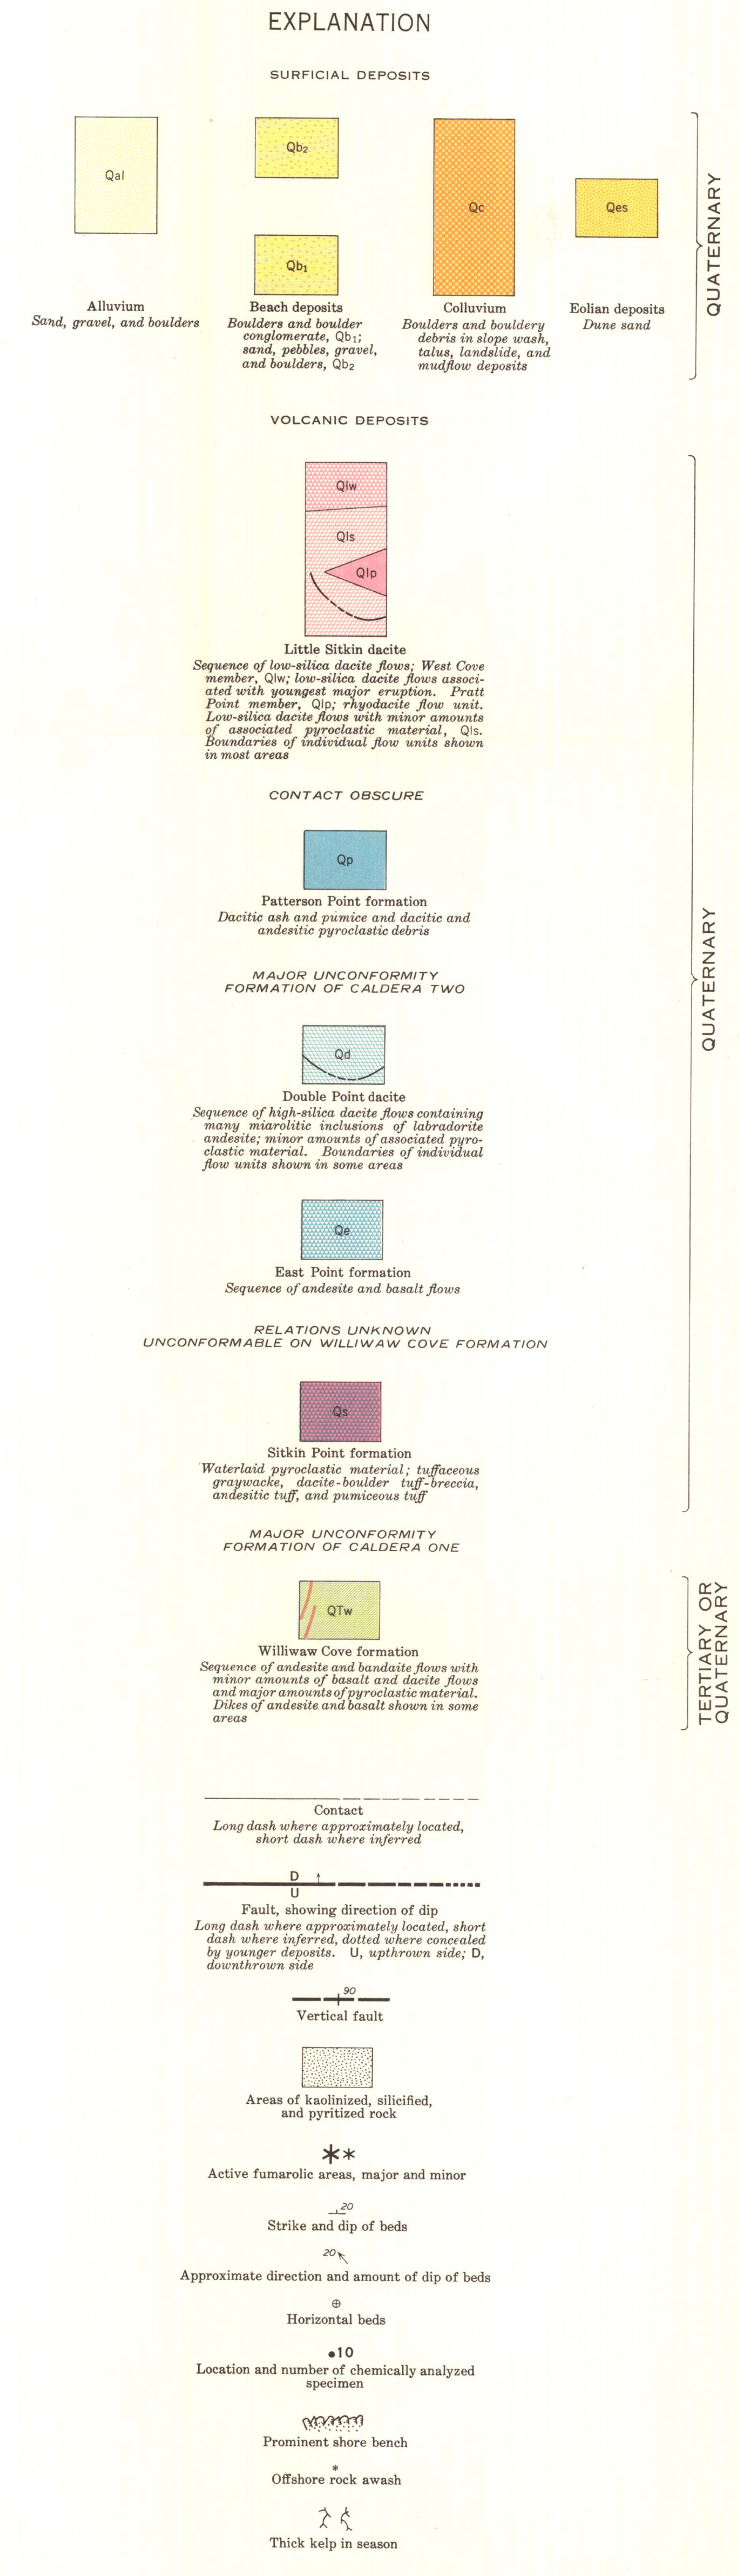 EXPLANATION
SURFICIAL DEPOSITS
Qal
Qb2
Qb1
Qc
Qes
QUATERNARY
Alluvium
Sand, gravel, and boulders
Beach deposits
Boulders and boulder
conglomerate, Qb1;
sand, pebbles, gravel,
and boulders, Qb2
Colluvium
Boulders and bouldery
debris in slope wash,
talus, landslide, and
mudflow deposits
Eolian deposits
Dune sand
VOLCANIC DEPOSITS
Qlw
Qls
Qlp
Little Sitkin dacite
Sequence of low-silica dacite flows; West Cove
member, Qlw; low-silica dacite flows associ-
ated with youngest major eruption. Pratt
Point member, Qlp; rhyodacite flow unit.
Low-silica dacite flows with minor amounts
of associated pyroclastic material, Qls.
Boundaries of individual flow units shown
in most areas
CONTACT OBSCURE
Qp
Patterson Point formation
Dacitic ash and pumice and dacitic and
andesitic pyroclastic debris
MAJOR UNCONFORMITY
FORMATION OF CALDERA TWO
QUATERNARY
Qd
Double Point dacite
Sequence of high-silica dacite flows containing
many miarolitic inclusions of labradorite
andesite; minor amounts of associated pyro-
clastic material. Boundaries of individual
flow units shown in some areas
Qe
East Point formation
Sequence of andesite and basalt flows
RELATIONS UNKNOWN
UNCONFORMABLE ON WILLIWAW COVE FORMATION
Qs
Sitkin Point formation
Waterlaid pyroclastic material; tuffaceous
graywacke, dacite-boulder tuff-breccia,
andesitic tuff, and pumiceous tuff
MAJOR UNCONFORMITY
FORMATION OF CALDERA ONE
QTw
TERTIARY OR
QUATERNARY
Williwaw Cove formation
Sequence of andesite and bandaite flows with
minor amounts of basalt and dacite flows
and major amounts of pyroclastic material.
Dikes of andesite and basalt shown in some
areas
Contact
Long dash where approximately located,
short dash where inferred
D
U
Fault, showing direction of dip
Long dash where approximately located, short
dash where inferred, dotted where concealed
by younger deposits. U, upthrown side; D,
downthrown side
90
Vertical fault
Areas of kaolinized, silicified,
and pyritized rock
Active fumarolic areas, major and minor
20
Strike and dip of beds
20
Approximate direction and amount of dip of beds
Horizontal beds
10
Location and number of chemically analyzed
specimen
Prominent shore bench
Offshore rock awash
Thick kelp in season